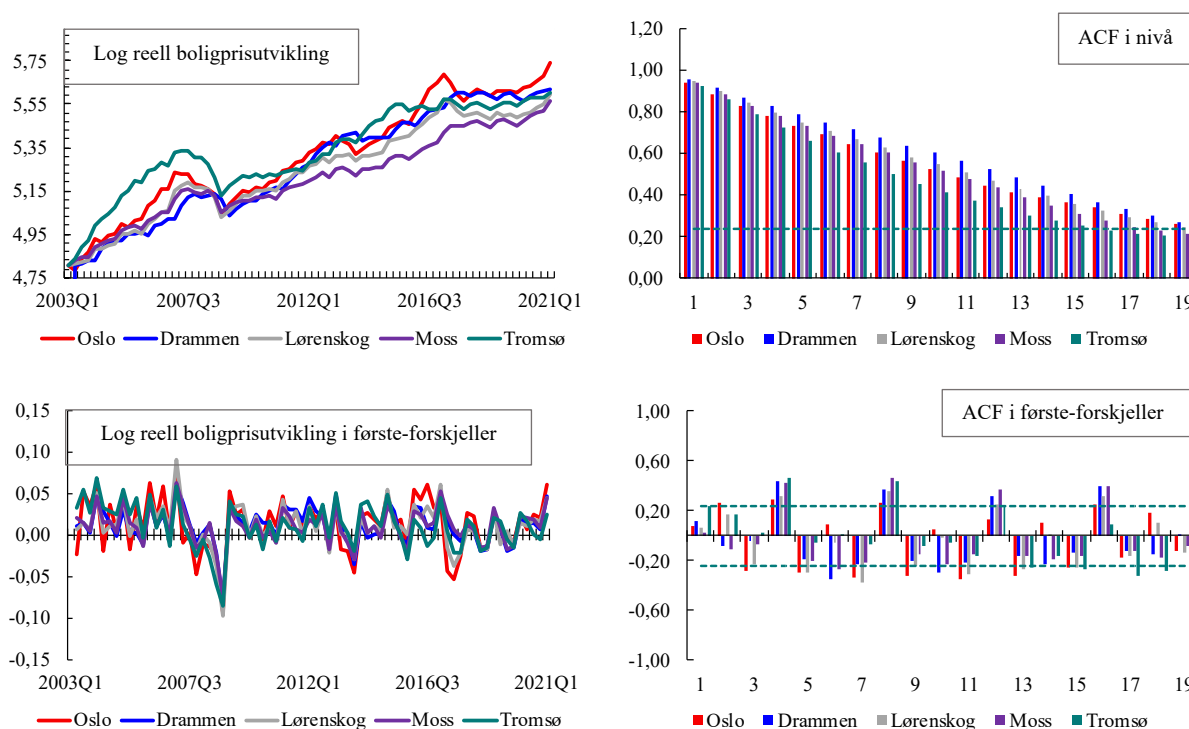 Log reell boligprisutvikling
5,75
5,55
5,35
5,15
4,95
4,75
2003Q1 2007Q3 2012Q1 2016Q3 2021Q1
Oslo Drammen Lørenskog Moss Tromsø
ACF i nivå
1,20
1,00
0,80
0,60
0,40
0,20
0,00
1 3 5 7 9 11 13 15 17 19
Oslo Drammen Lørenskog Moss Tromsø
Log reell boligprisutvikling i første-forskjeller
0,15
0,10
0,05
0,00
-0,05
-0,10
-0,15
2003Q1 2007Q3 2012Q1 2016Q3 2021Q1
Oslo Drammen Lørenskog Moss Tromsø
ACF i første-forskjeller
1,00
0,60
0,20
-0,20
-0,60
-1,00
1 3 5 7 9 11 13 15 17 19
Oslo Drammen Lørenskog Moss Tromsø